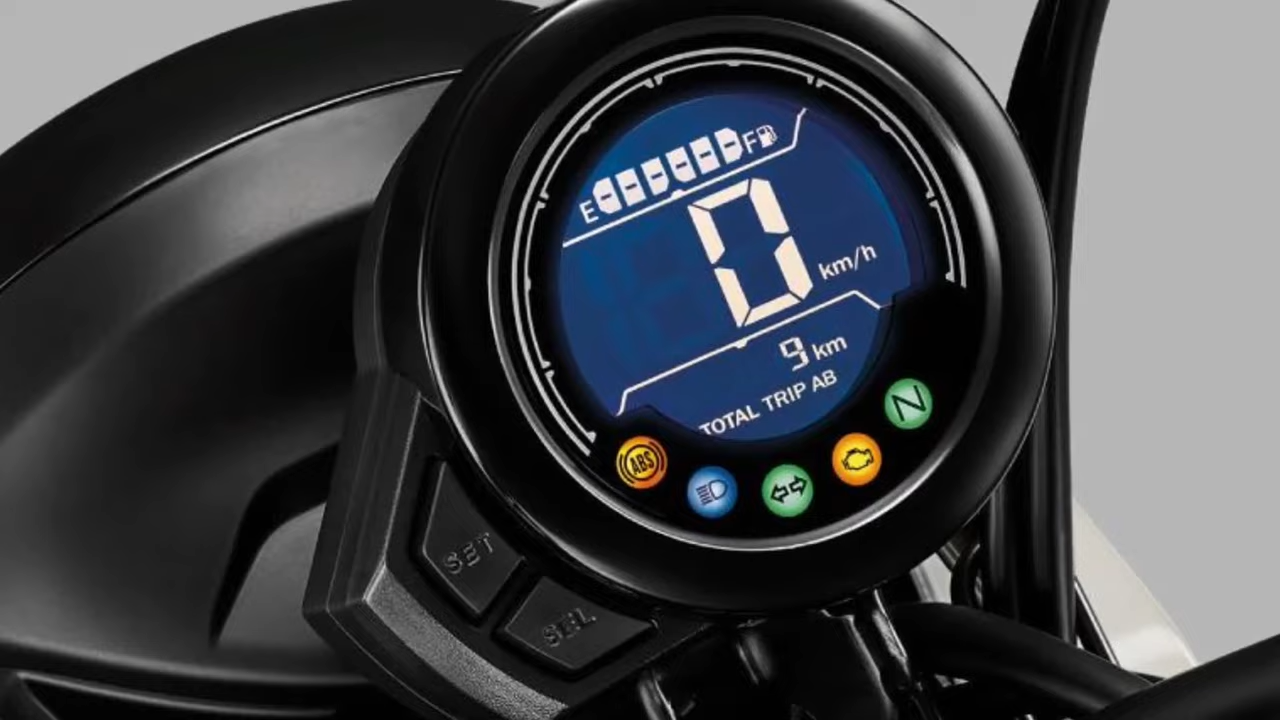 E F
0 km/h
9 km
TOTAL TRIP AB
ABS
N
SET
SEL